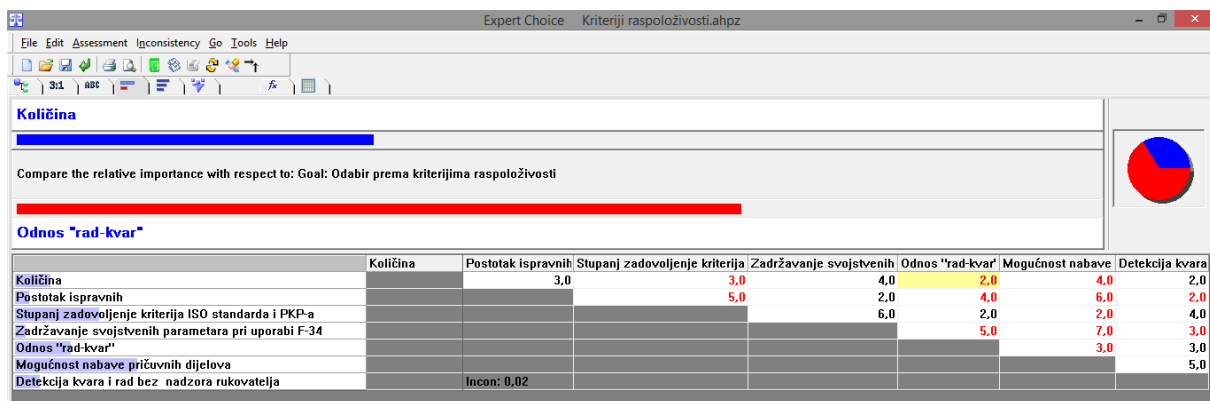 Expert Choice Kriteriji raspoloživosti.ahpz
File Edit Assessment Inconsistency Go Tools Help
3:1 ABC fx
Količina
Compare the relative importance with respect to: Goal: Odabir prema kriterijima raspoloživosti
Odnos "rad-kvar"
Količina Postotak ispravnih Stupanj zadovoljenje kriterija Zadržavanje svojstvenih Odnos "rad-kvar" Mogućnost nabave Detekcija kvara
Količina 3,0 3,0 4,0 2,0 4,0 2,0
Postotak ispravnih 5,0 2,0 4,0 6,0 2,0
Stupanj zadovoljenje kriterija ISO standarda i PKP-a 6,0 2,0 2,0 4,0
Zadržavanje svojstvenih parametara pri uporabi F-34 5,0 7,0 3,0
Odnos "rad-kvar" 3,0 3,0
Mogućnost nabave pričuvnih dijelova 5,0
Detekcija kvara i rad bez nadzora rukovatelja Incon: 0,02